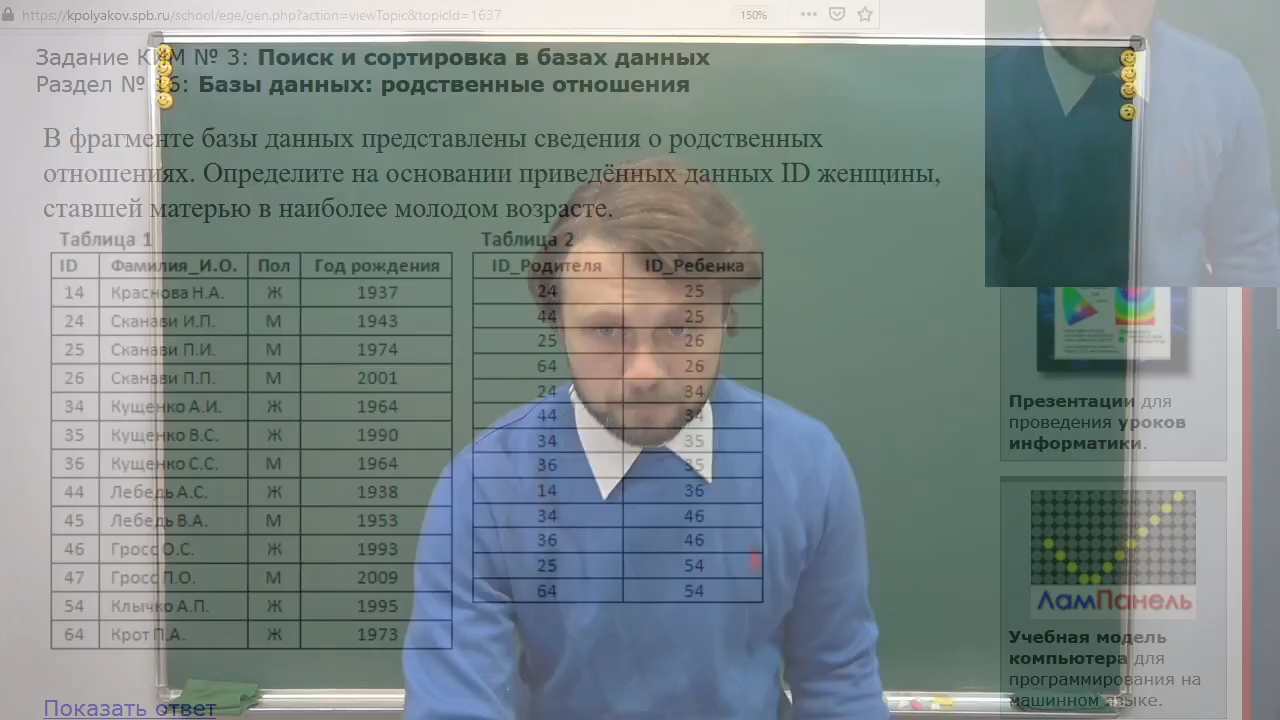 https://kpolyakov.spb.ru/school/ege/gen.php?action=viewTopic&topicId=1637
150%
Задание КИМ № 3: Поиск и сортировка в базах данных
Раздел № 16: Базы данных: родственные отношения
В фрагменте базы данных представлены сведения о родственных
отношениях. Определите на основании приведённых данных ID женщины,
ставшей матерью в наиболее молодом возрасте.
Таблица 1
ID Фамилия_И.О. Пол Год рождения
14 Краснова Н.А. Ж 1937
24 Сканави И.П. М 1943
25 Сканави П.И. М 1974
26 Сканави П.П. М 2001
34 Кущенко А.И. Ж 1964
35 Кущенко В.С. Ж 1990
36 Кущенко С.С. М 1964
44 Лебедь А.С. Ж 1938
45 Лебедь В.А. М 1953
46 Гросс О.С. Ж 1993
47 Гросс П.О. М 2009
54 Клычко А.П. Ж 1995
64 Крот П.А. Ж 1973
Таблица 2
ID_Родителя ID_Ребенка
24 25
44 25
25 26
64 26
24 34
44 34
34 35
36 35
14 36
34 46
36 46
25 54
64 54
Показать ответ
Презентации для
проведения уроков
информатики.
ЛамПанель
Учебная модель
компьютера для
программирования на
машинном языке.